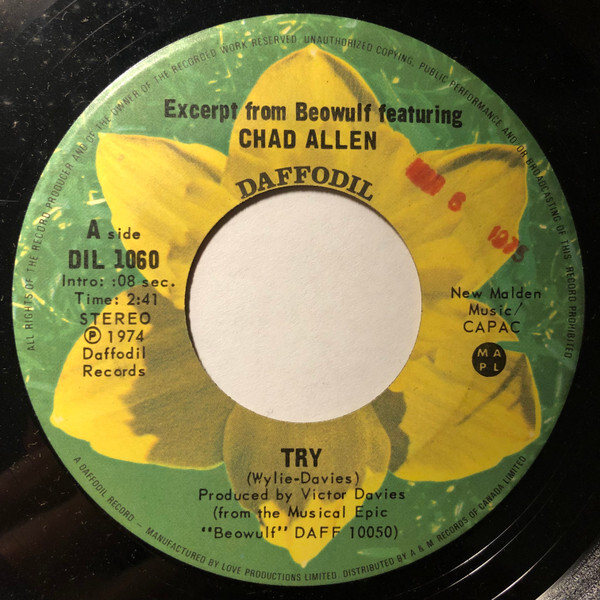 ALL RIGHTS OF THE RECORD PRODUCER AND OF THE OWNER OF THE RECORDED WORK RESERVED. UNAUTHORIZED COPYING, PUBLIC PERFORMANCE AND/OR BROADCASTING OF THIS RECORD PROHIBITED
Excerpt from Beowulf featuring
CHAD ALLEN
DAFFODIL
6 1975
A side
DIL 1060
Intro: :08 sec.
Time: 2:41
STEREO
Ⓟ 1974
Daffodil
Records
New Malden
Music/
CAPAC
M A
P L
TRY
(Wylie-Davies)
Produced by Victor Davies
(from the Musical Epic
"Beowulf" DAFF 10050)
A DAFFODIL RECORD - MANUFACTURED BY LOVE PRODUCTIONS LIMITED. DISTRIBUTED BY A & M RECORDS OF CANADA LIMITED.